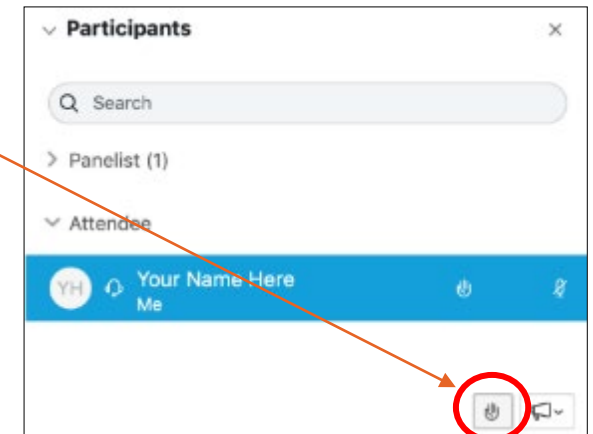 Participants
Search
Panelist (1)
Attendee
YH
Your Name Here
Me